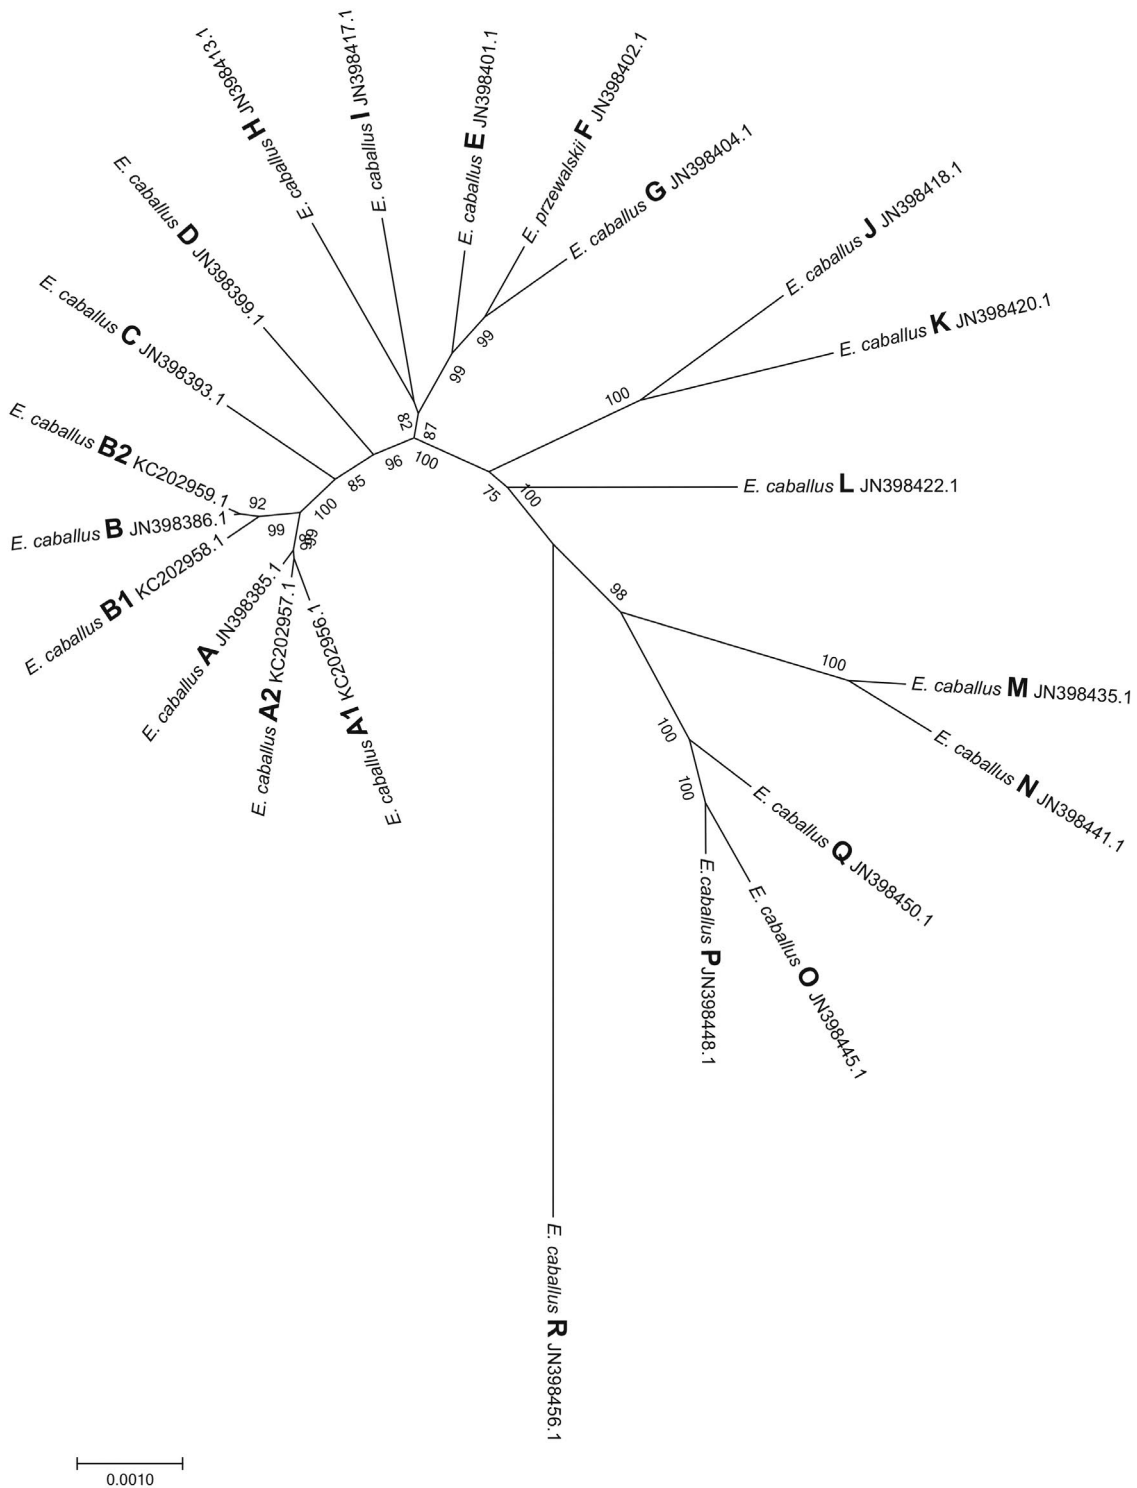 E. caballus H JN398413.1
E. caballus I JN398417.1
E. caballus E JN398401.1
E. przewalskii F JN398402.1
E. caballus G JN398404.1
E. caballus J JN398418.1
E. caballus K JN398420.1
E. caballus L JN398422.1
E. caballus M JN398435.1
E. caballus N JN398441.1
E. caballus Q JN398450.1
E. caballus O JN398445.1
E.caballus P JN398448.1
E. caballus R JN398456.1
E. caballus A1 KC202956.1
E. caballus A2 KC202957.1
E. caballus A JN398385.1
E. caballus B1 KC202958.1
E. caballus B JN398386.1
E. caballus B2 KC202959.1
E. caballus C JN398393.1
E. caballus D JN398399.1
99
99
100
82
87
100
96
85
100
92
99
98
99
75
100
98
100
100
100
0.0010